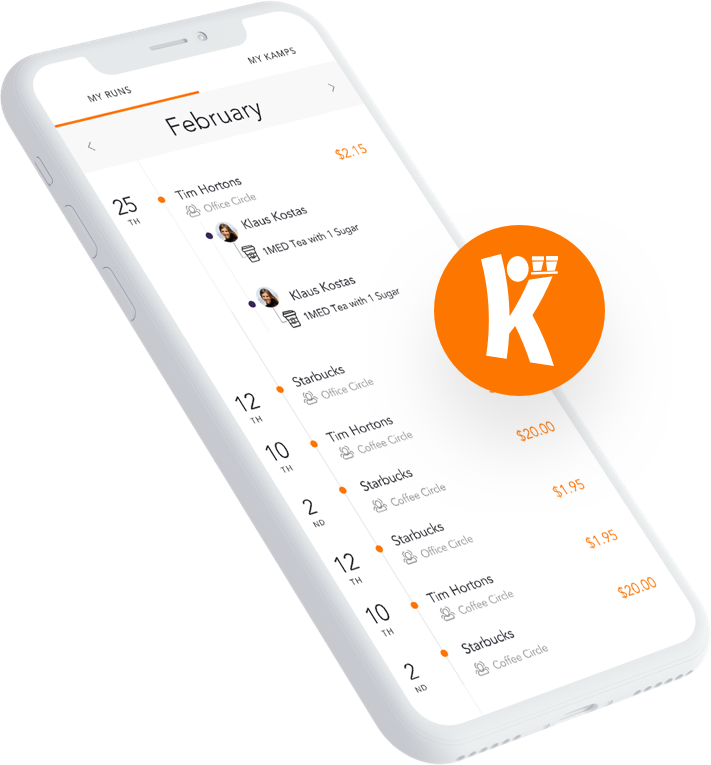 MY RUNS
MY KAMPS
February
25
TH
Tim Hortons
$2.15
Office Circle
Klaus Kostas
1MED Tea with 1 Sugar
Klaus Kostas
1MED Tea with 1 Sugar
12
TH
Starbucks
Office Circle
10
TH
Tim Hortons
$20.00
Coffee Circle
2
ND
Starbucks
$1.95
Coffee Circle
12
TH
Starbucks
$1.95
Office Circle
10
TH
Tim Hortons
$20.00
Coffee Circle
2
ND
Starbucks
Coffee Circle
K